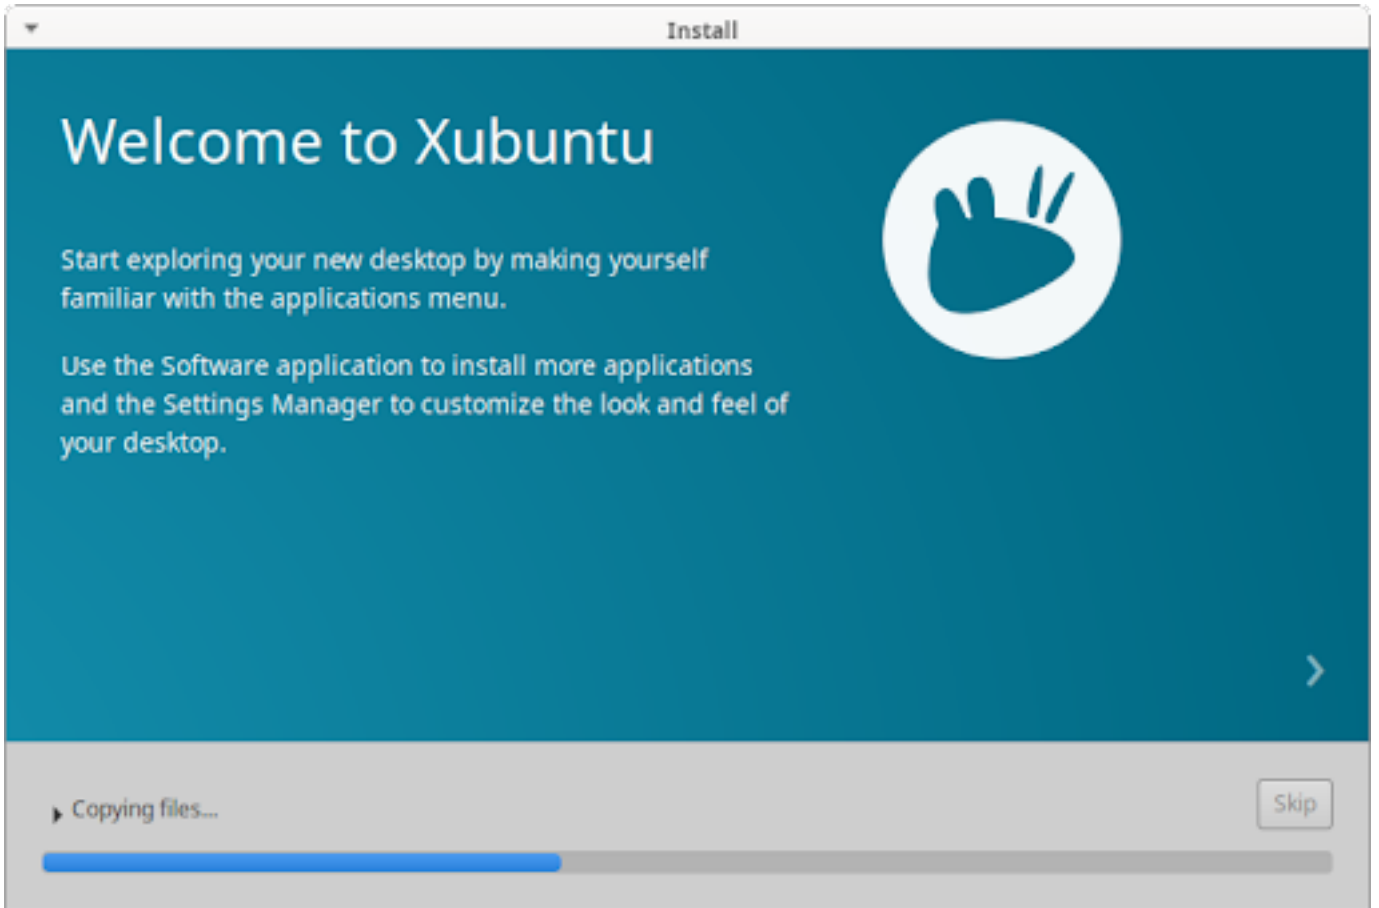 Install
Welcome to Xubuntu
Start exploring your new desktop by making yourself
familiar with the applications menu.
Use the Software application to install more applications
and the Settings Manager to customize the look and feel of
your desktop.
Copying files...
Skip